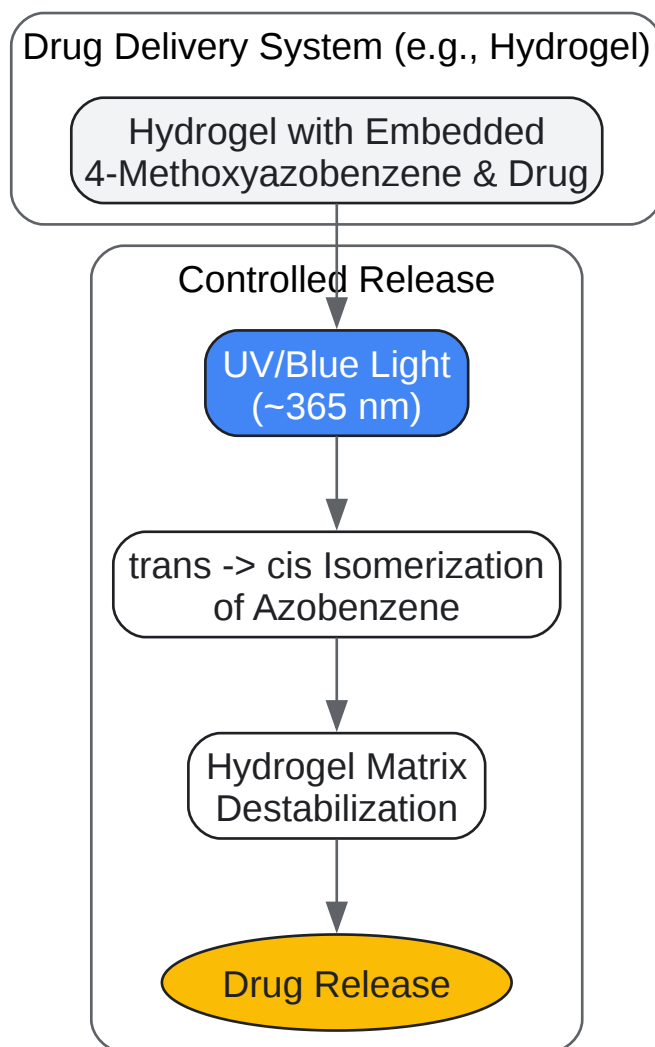 Drug Delivery System (e.g., Hydrogel)
Hydrogel with Embedded
4-Methoxyazobenzene & Drug
Controlled Release
UV/Blue Light
(~365 nm)
trans -> cis Isomerization
of Azobenzene
Hydrogel Matrix
Destabilization
Drug Release